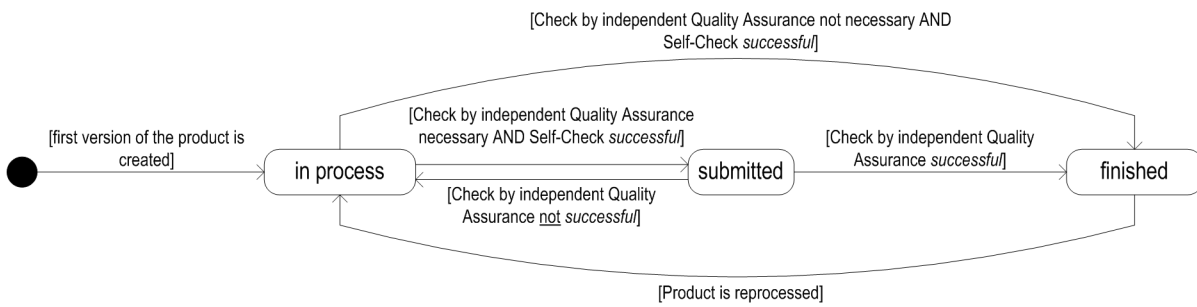 [Check by independent Quality Assurance not necessary AND
Self-Check successful]
[Check by independent Quality Assurance
necessary AND Self-Check successful]
[first version of the product is
created]
[Check by independent Quality
Assurance successful]
in process
submitted
finished
[Check by independent Quality
Assurance not successful]
[Product is reprocessed]